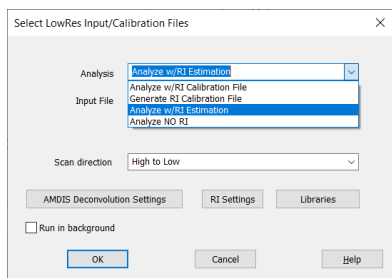 Select LowRes Input/Calibration Files
Analysis
Analyze w/RI Estimation
Analyze w/RI Calibration File
Input File
Generate RI Calibration File
Analyze w/RI Estimation
Analyze NO RI
Scan direction
High to Low
AMDIS Deconvolution Settings
RI Settings
Libraries
Run in background
OK
Cancel
Help